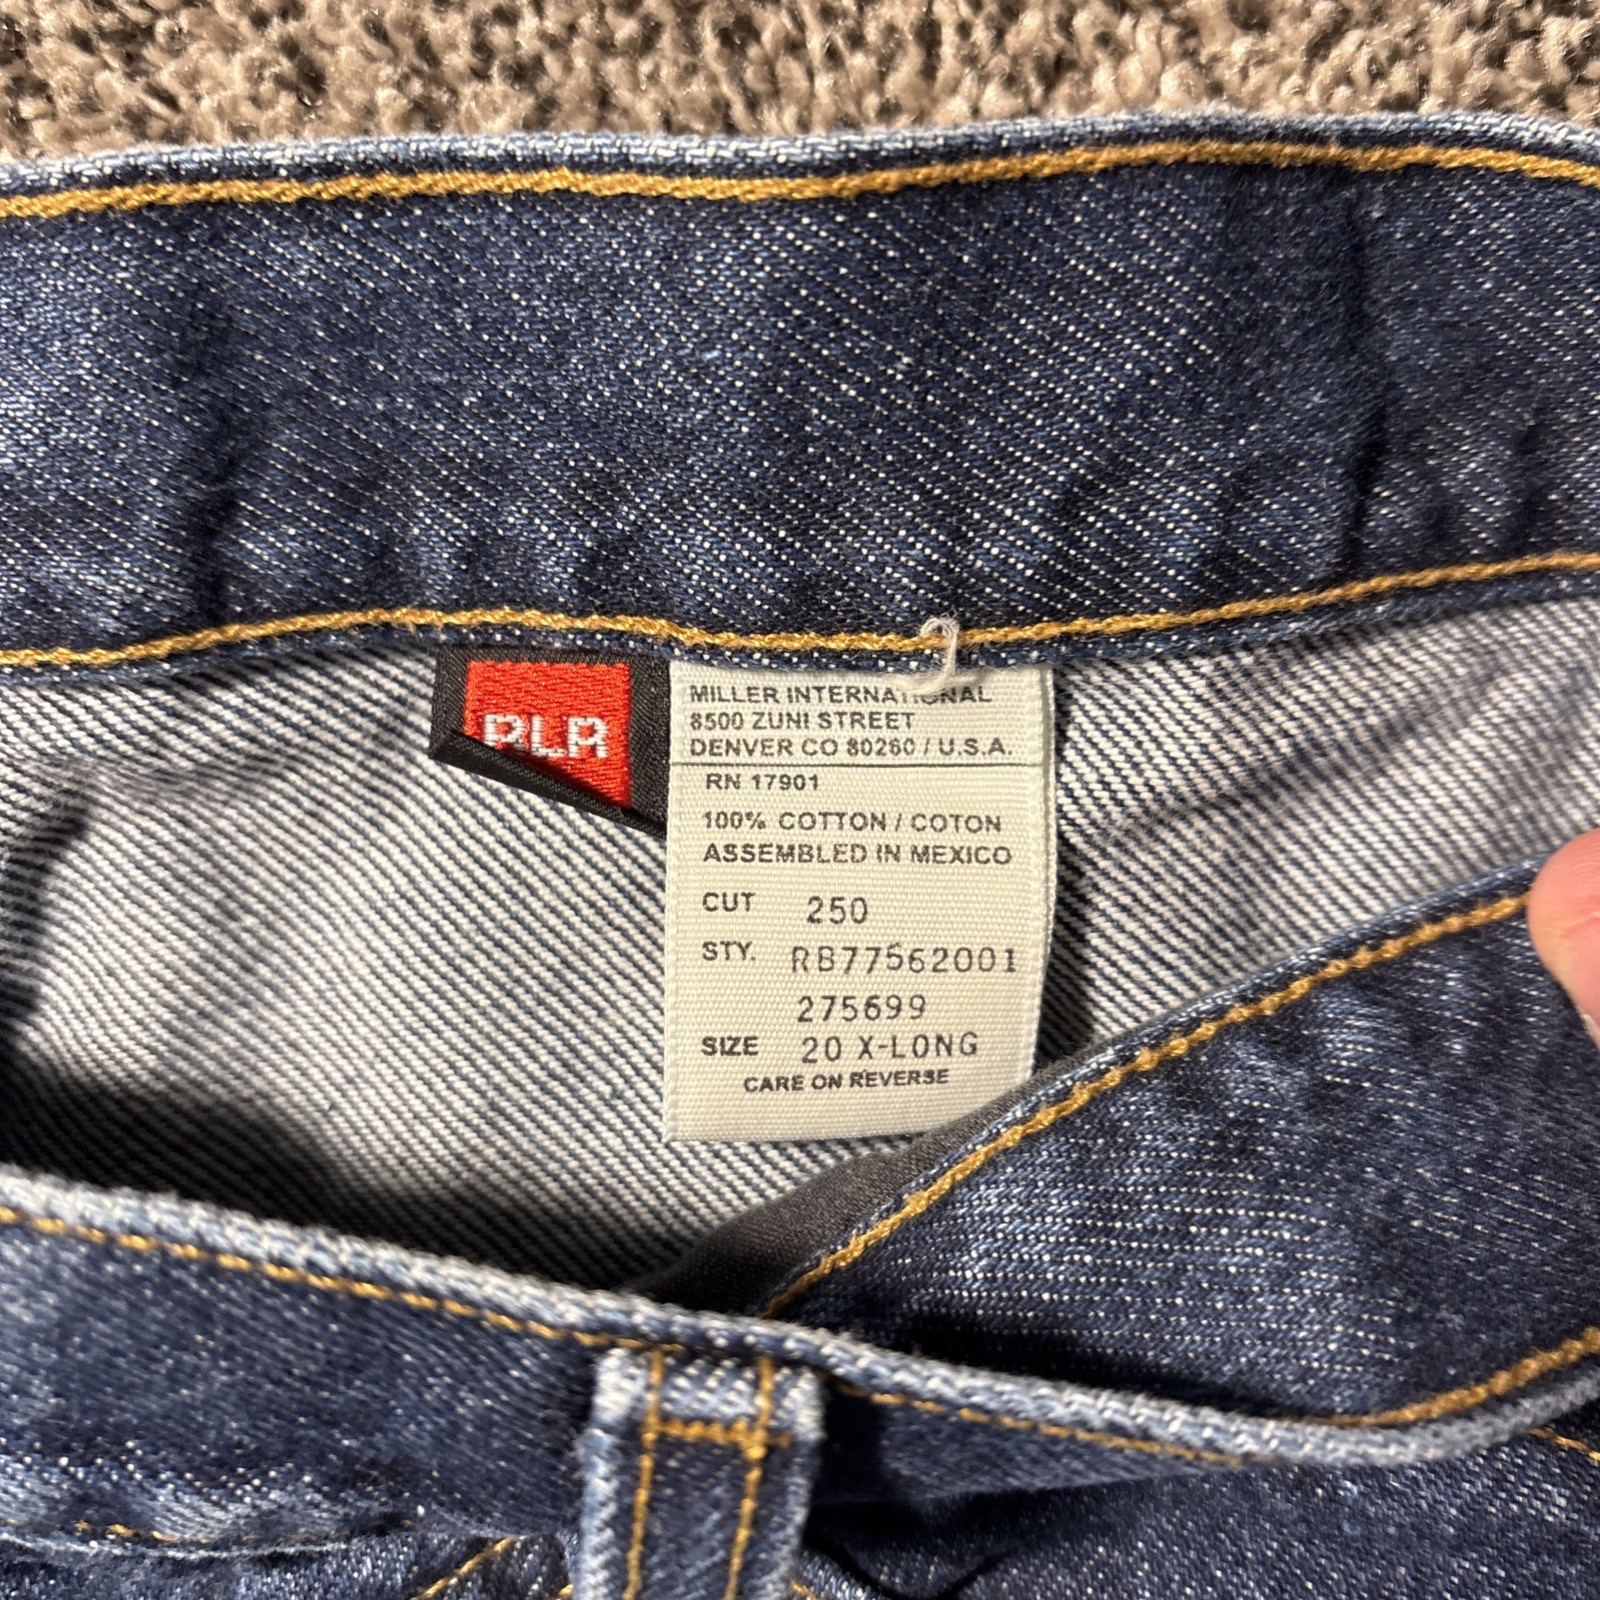 RLR
MILLER INTERNATIONAL
8500 ZUNI STREET
DENVER CO 80260 / U.S.A.
RN 17901
100% COTTON / COTON
ASSEMBLED IN MEXICO
CUT 250
STY. RB77562001
275699
SIZE 20 X-LONG
CARE ON REVERSE